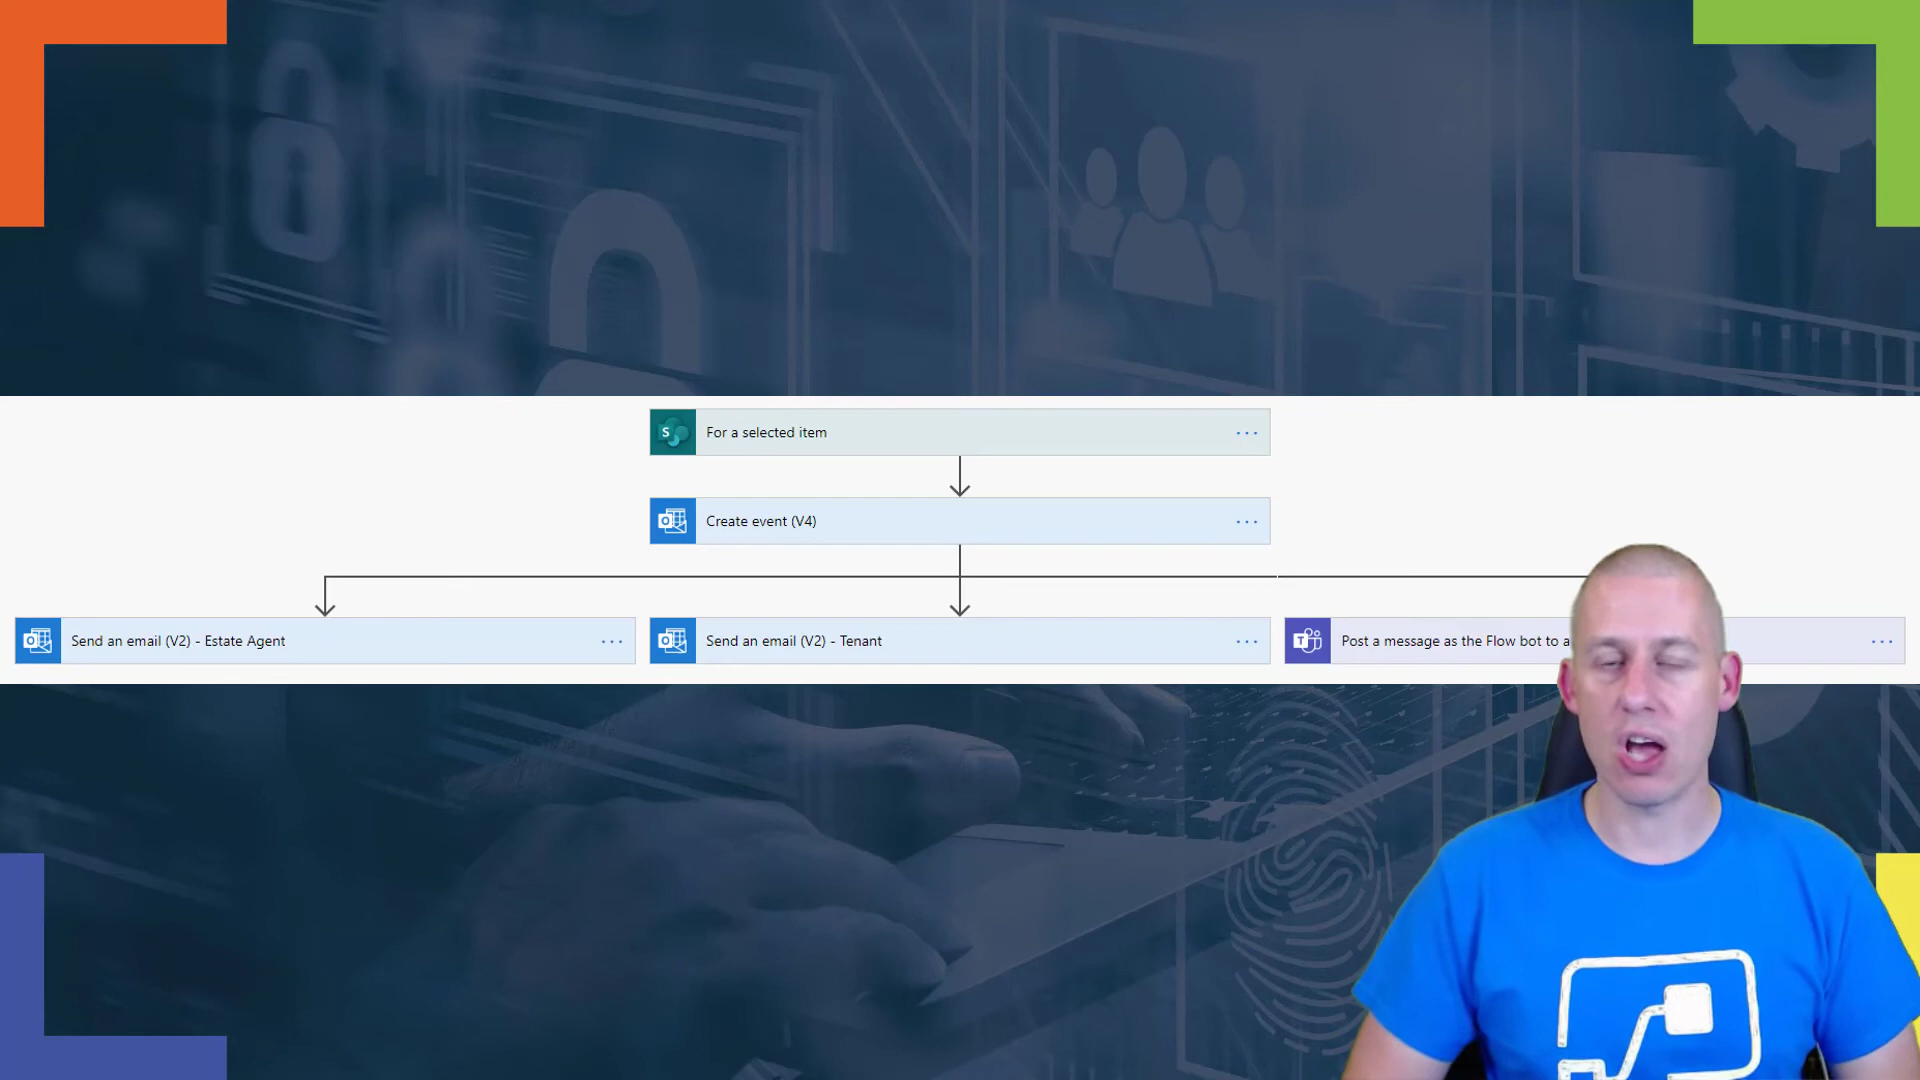 For a selected item
Create event (V4)
Send an email (V2) - Estate Agent
Send an email (V2) - Tenant
Post a message as the Flow bot to a